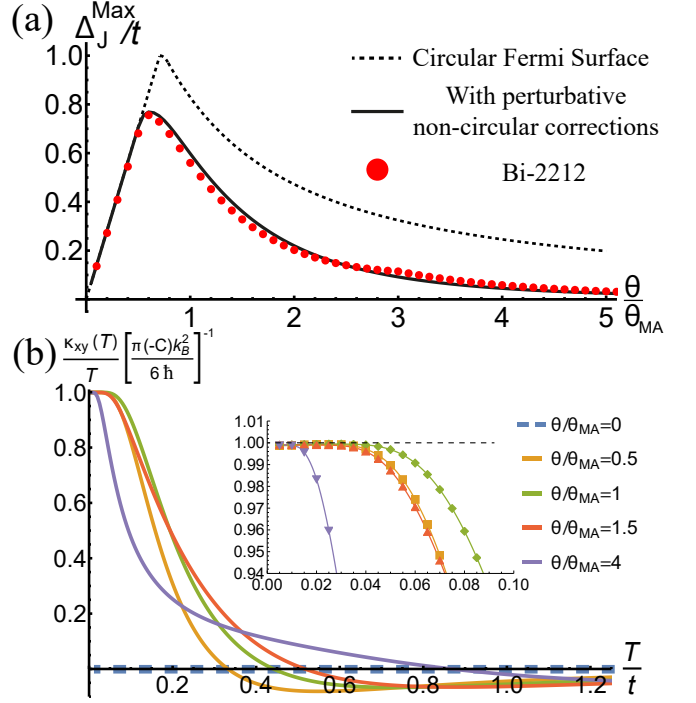 (a)
Δ_J^Max/t
1.0
0.8
0.6
0.4
0.2
0
1
2
3
4
5
θ/θ_MA
Circular Fermi Surface
With perturbative
non-circular corrections
Bi-2212
(b)
κ_xy(T)/T [π(-C)k_B^2/6ħ]^-1
1.0
0.8
0.6
0.4
0.2
0.2
0.4
0.6
0.8
1.0
1.2
T/t
1.01
1.00
0.99
0.98
0.97
0.96
0.95
0.94
0.00
0.02
0.04
0.06
0.08
0.10
θ/θ_MA=0
θ/θ_MA=0.5
θ/θ_MA=1
θ/θ_MA=1.5
θ/θ_MA=4